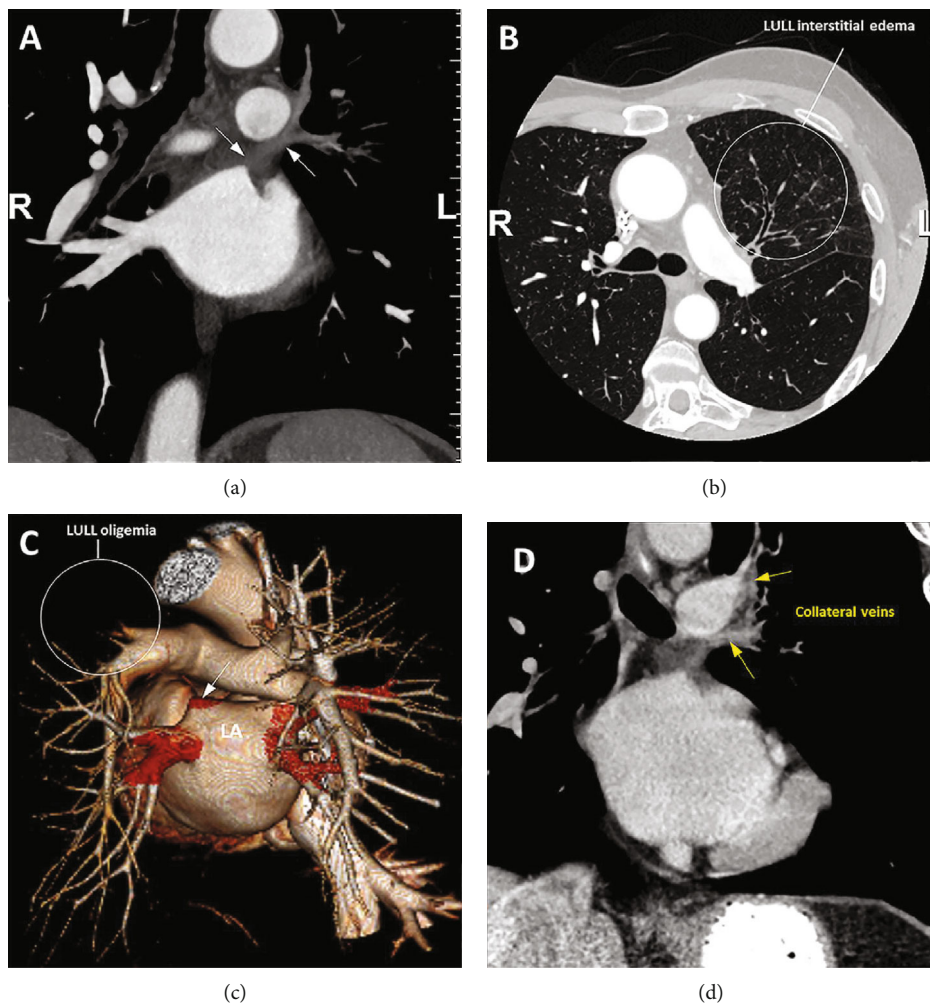 A
R
L
(a)
LULL interstitial edema
B
R
L
(b)
LULL oligemia
C
LA
(c)
D
Collateral veins
(d)